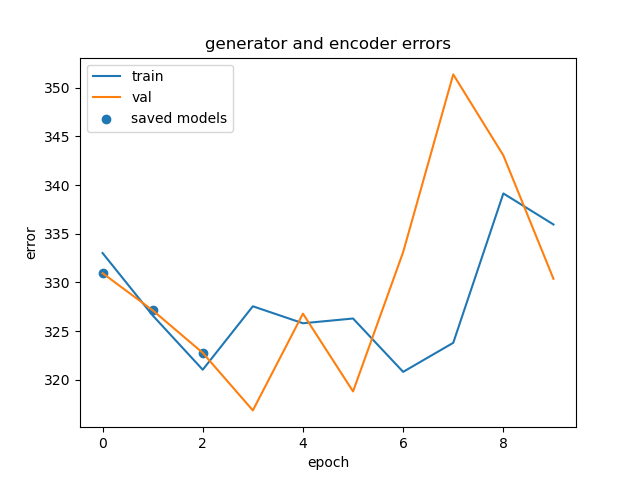 generator and encoder errors
train
val
saved models
350
345
340
335
330
325
320
error
0
2
4
6
8
epoch